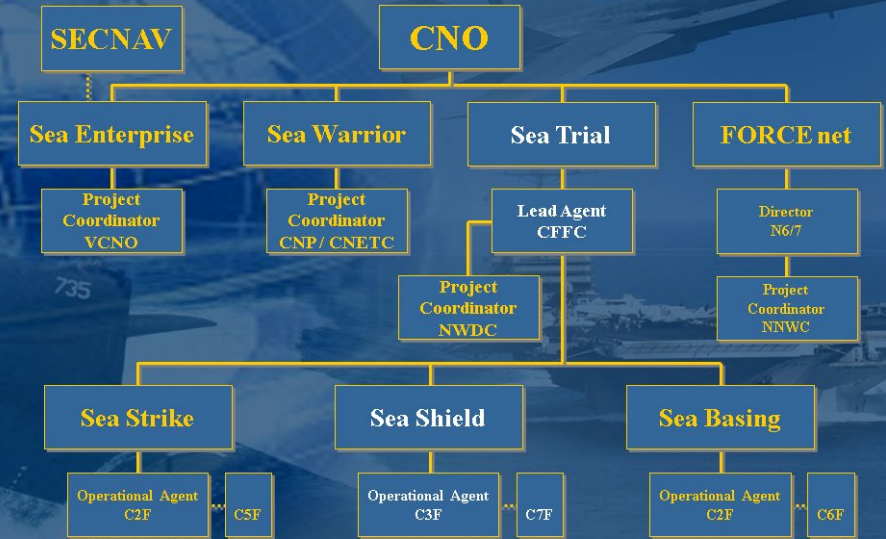 SECNAV
CNO
Sea Enterprise
Sea Warrior
Sea Trial
FORCE net
Project
Coordinator
VCNO
Project
Coordinator
CNP / CNETC
Lead Agent
CFFC
Director
N6/7
Project
Coordinator
NWDC
Project
Coordinator
NNWC
735
Sea Strike
Sea Shield
Sea Basing
Operational Agent
C2F
C5F
Operational Agent
C3F
C7F
Operational Agent
C2F
C6F